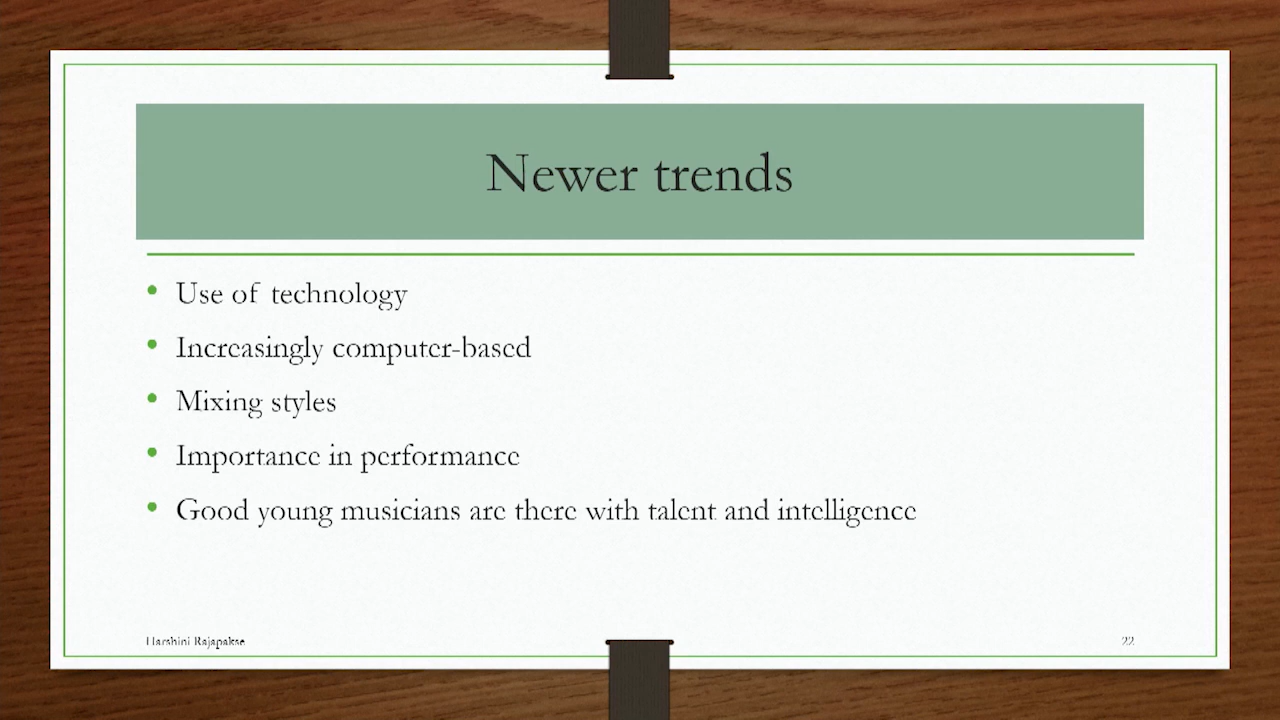 Newer trends
• Use of technology
• Increasingly computer-based
• Mixing styles
• Importance in performance
• Good young musicians are there with talent and intelligence
Harshini Rajapakse
22